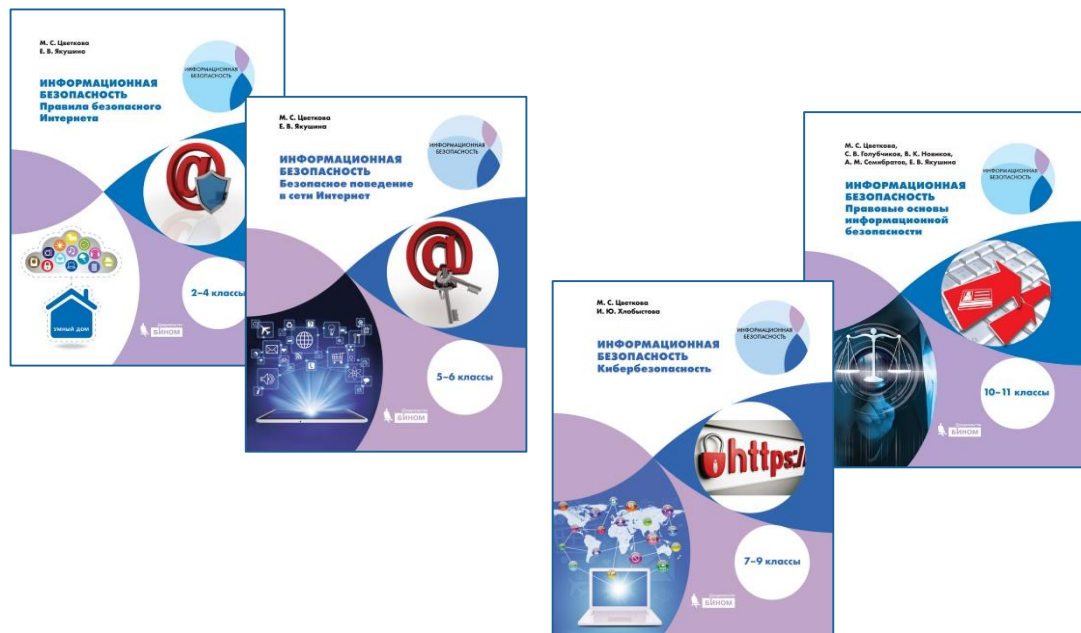 М. С. Цветкова
Е. В. Якушина
ИНФОРМАЦИОННАЯ
БЕЗОПАСНОСТЬ
ИНФОРМАЦИОННАЯ
БЕЗОПАСНОСТЬ
Правила безопасного
Интернета
@
УМНЫЙ ДОМ
2–4 классы
БИНОМ
М. С. Цветкова
Е. В. Якушина
ИНФОРМАЦИОННАЯ
БЕЗОПАСНОСТЬ
ИНФОРМАЦИОННАЯ
БЕЗОПАСНОСТЬ
Безопасное поведение
в сети Интернет
@
5–6 классы
БИНОМ
М. С. Цветкова
И. Ю. Хлобыстова
ИНФОРМАЦИОННАЯ
БЕЗОПАСНОСТЬ
ИНФОРМАЦИОННАЯ
БЕЗОПАСНОСТЬ
Кибербезопасность
https:/
7–9 классы
БИНОМ
М. С. Цветкова,
С. В. Голубчиков, В. К. Новиков,
А. М. Семибратов, Е. В. Якушина
ИНФОРМАЦИОННАЯ
БЕЗОПАСНОСТЬ
ИНФОРМАЦИОННАЯ
БЕЗОПАСНОСТЬ
Правовые основы
информационной
безопасности
10–11 классы
БИНОМ